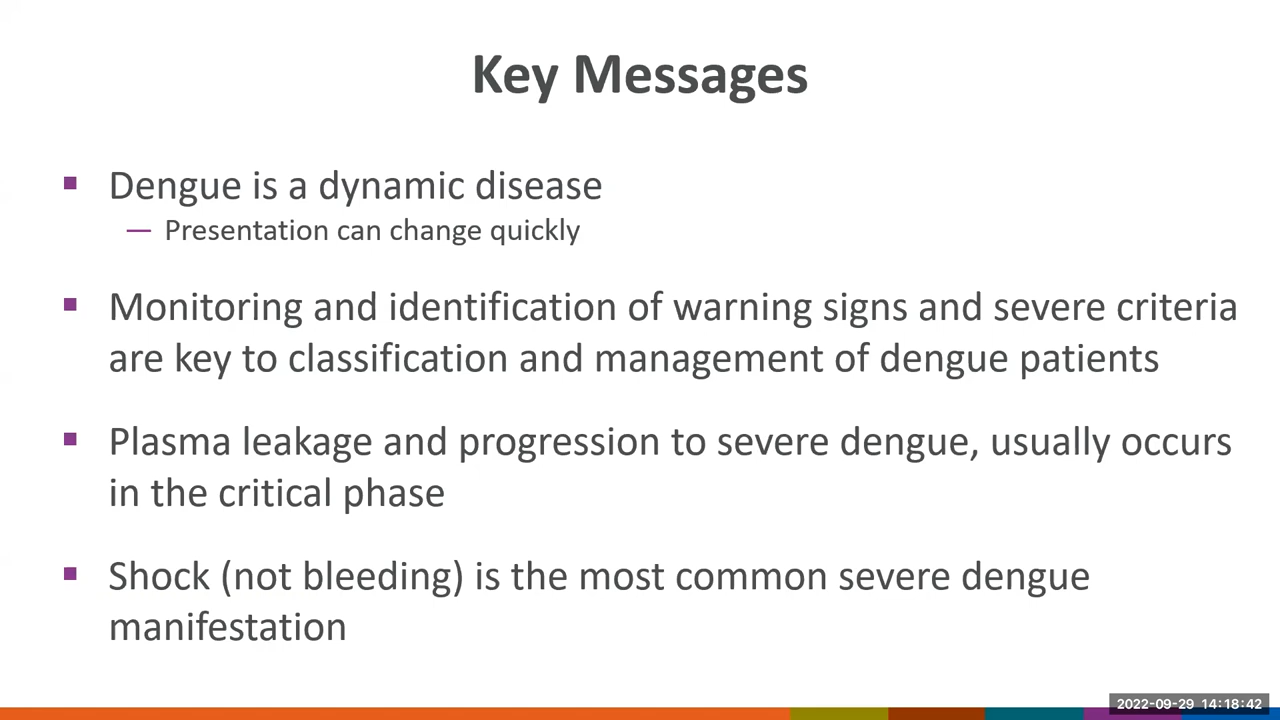 Key Messages
▪ Dengue is a dynamic disease
— Presentation can change quickly
▪ Monitoring and identification of warning signs and severe criteria
are key to classification and management of dengue patients
▪ Plasma leakage and progression to severe dengue, usually occurs
in the critical phase
▪ Shock (not bleeding) is the most common severe dengue
manifestation
2022-09-29 14:18:42